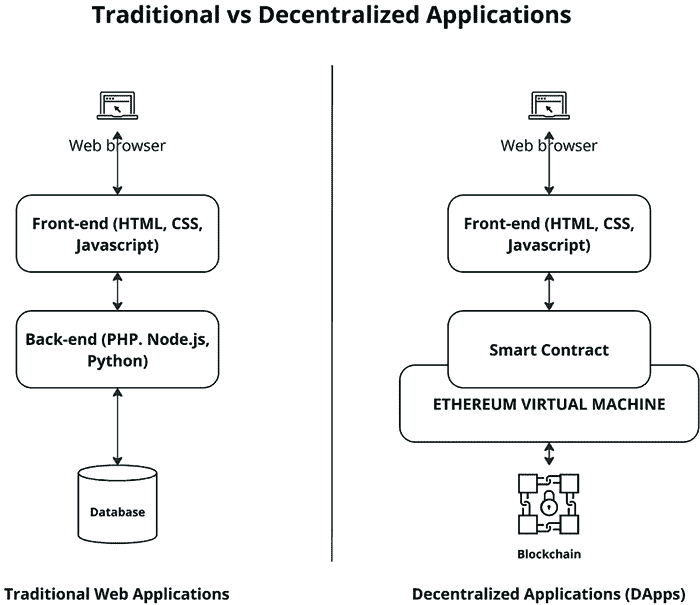 Traditional vs Decentralized Applications
Web browser
Front-end (HTML, CSS,
Javascript)
Back-end (PHP. Node.js,
Python)
Database
Traditional Web Applications
Web browser
Front-end (HTML, CSS,
Javascript)
Smart Contract
ETHEREUM VIRTUAL MACHINE
Blockchain
Decentralized Applications (DApps)